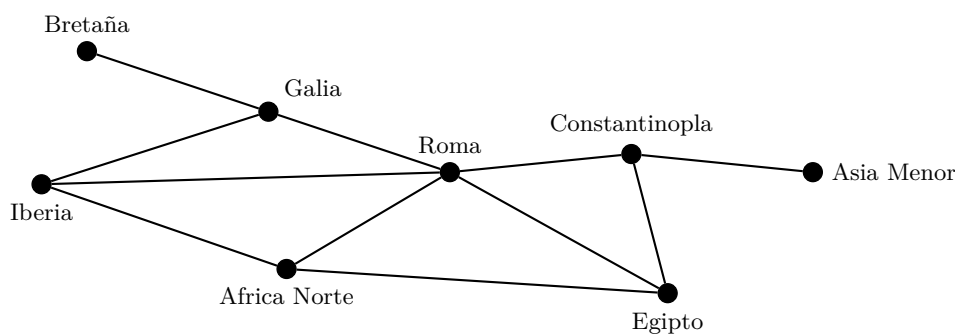 Bretaña
Galia
Constantinopla
Roma
Asia Menor
Iberia
Africa Norte
Egipto